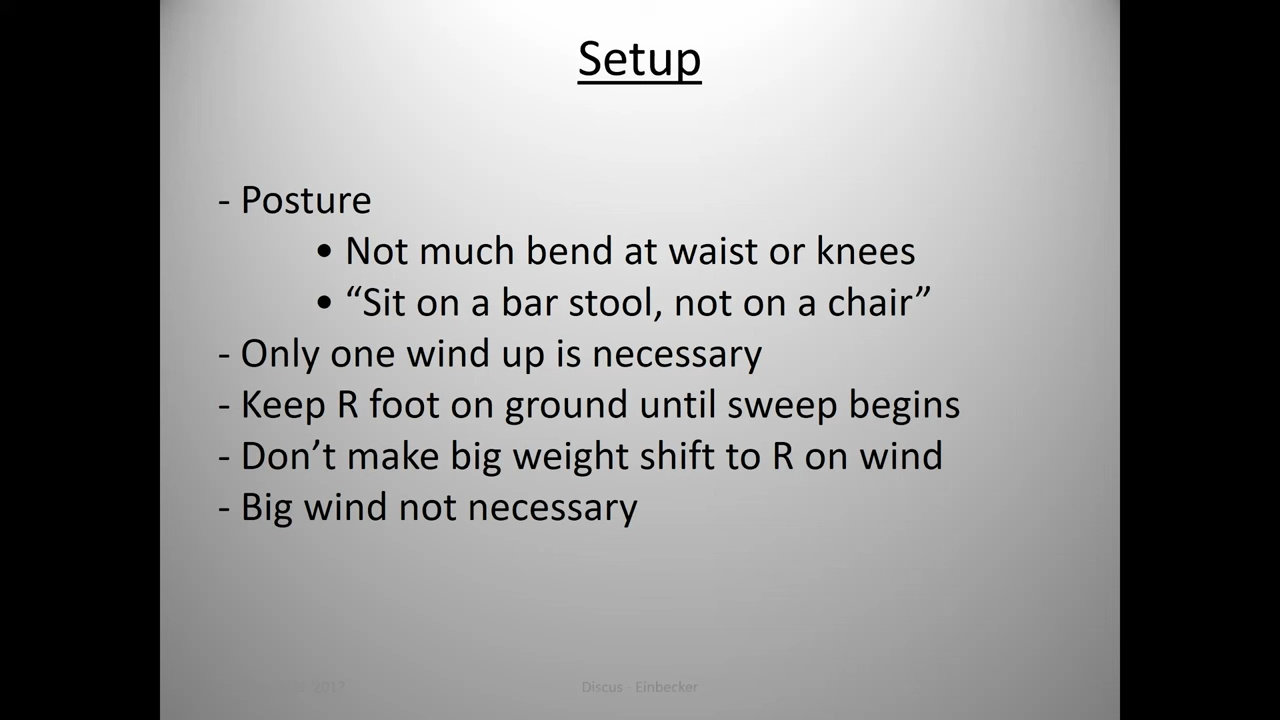 Setup
- Posture
• Not much bend at waist or knees
• “Sit on a bar stool, not on a chair”
- Only one wind up is necessary
- Keep R foot on ground until sweep begins
- Don’t make big weight shift to R on wind
- Big wind not necessary
2017
Discus Einbecker